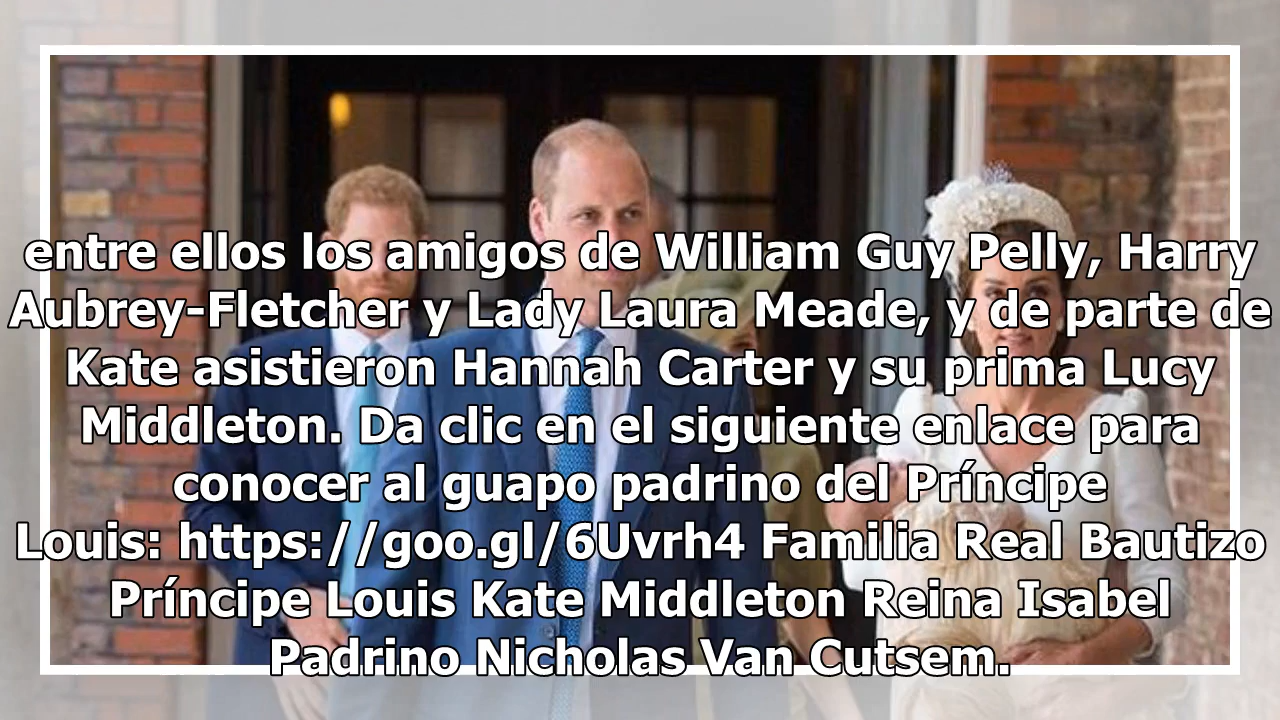 entre ellos los amigos de William Guy Pelly, Harry
Aubrey-Fletcher y Lady Laura Meade, y de parte de
Kate asistieron Hannah Carter y su prima Lucy
Middleton. Da clic en el siguiente enlace para
conocer al guapo padrino del Príncipe
Louis: https://goo.gl/6Uvrh4 Familia Real Bautizo
Príncipe Louis Kate Middleton Reina Isabel
Padrino Nicholas Van Cutsem.